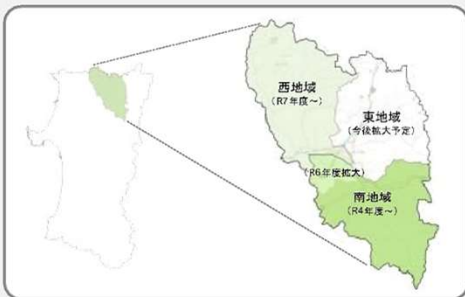 西地域
(R7年度～)
東地域
(今後拡大予定)
(R6年度拡大)
南地域
(R4年度～)